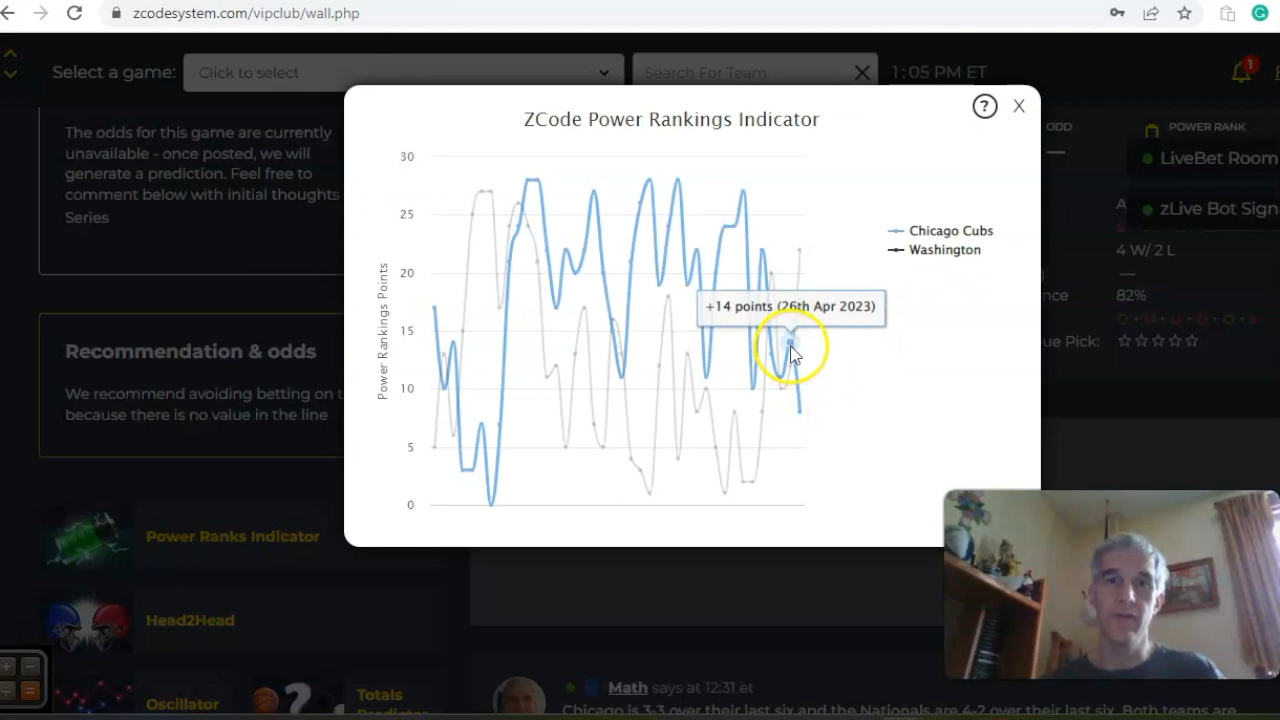 zcodesystem.com/vipclub/wall.php
Select a game:
Click to select
Search For Team
1:05 PM ET
1
The odds for this game are currently
unavailable - once posted, we will
generate a prediction. Feel free to
comment below with initial thoughts
Series
Recommendation & odds
We recommend avoiding betting on t
because there is no value in the line
Power Ranks Indicator
Head2Head
Oscillator
Totals
ZCode Power Rankings Indicator
?
X
Power Rankings Points
30
25
20
15
10
5
0
Chicago Cubs
Washington
+14 points (26th Apr 2023)
ODD
POWER RANK
LiveBet Room
zLive Bot Sign
4 W/ 2 L
82%
ue Pick:
Math says at 12:31 et
Chicago is 3-3 over their last six and the Nationals are 4-2 over their last six. Both teams are